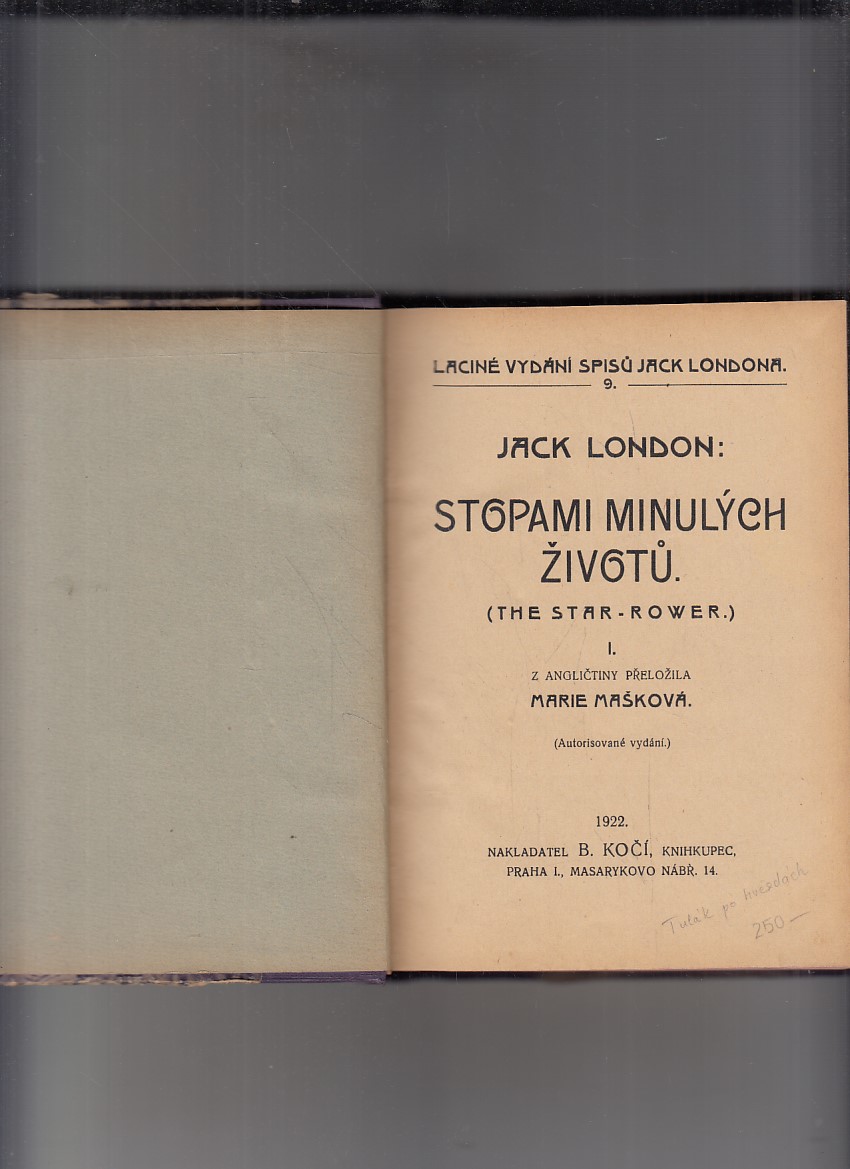 LACINÉ VYDÁNÍ SPISŮ JACK LONDONA.
9.
JACK LONDON:
STOPAMI MINULÝCH
ŽIVOTŮ.
(THE STAR-ROWER.)
I.
Z ANGLIČTINY PŘELOŽILA
MARIE MAŠKOVÁ.
(Autorisované vydání.)
1922.
NAKLADATEL B. KOČÍ, KNIHKUPEC,
PRAHA I., MASARYKOVO NÁBŘ. 14.
Tulák po hvězdách
250—